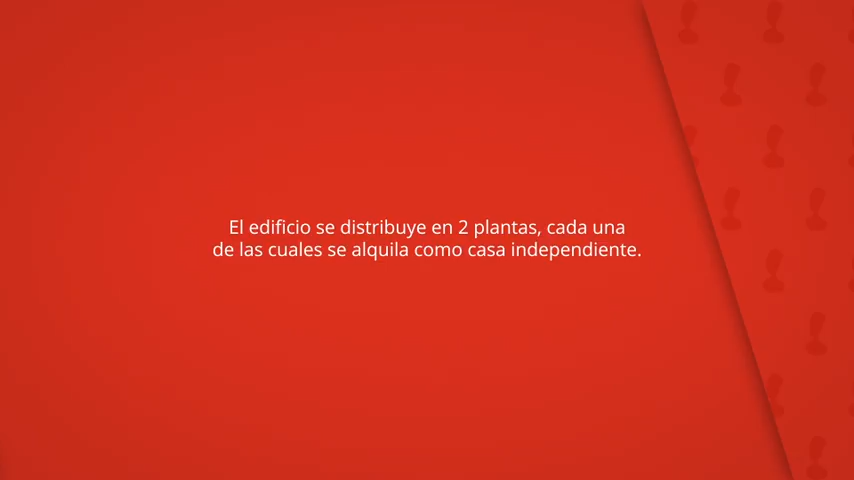 El edificio se distribuye en 2 plantas, cada una
de las cuales se alquila como casa independiente.